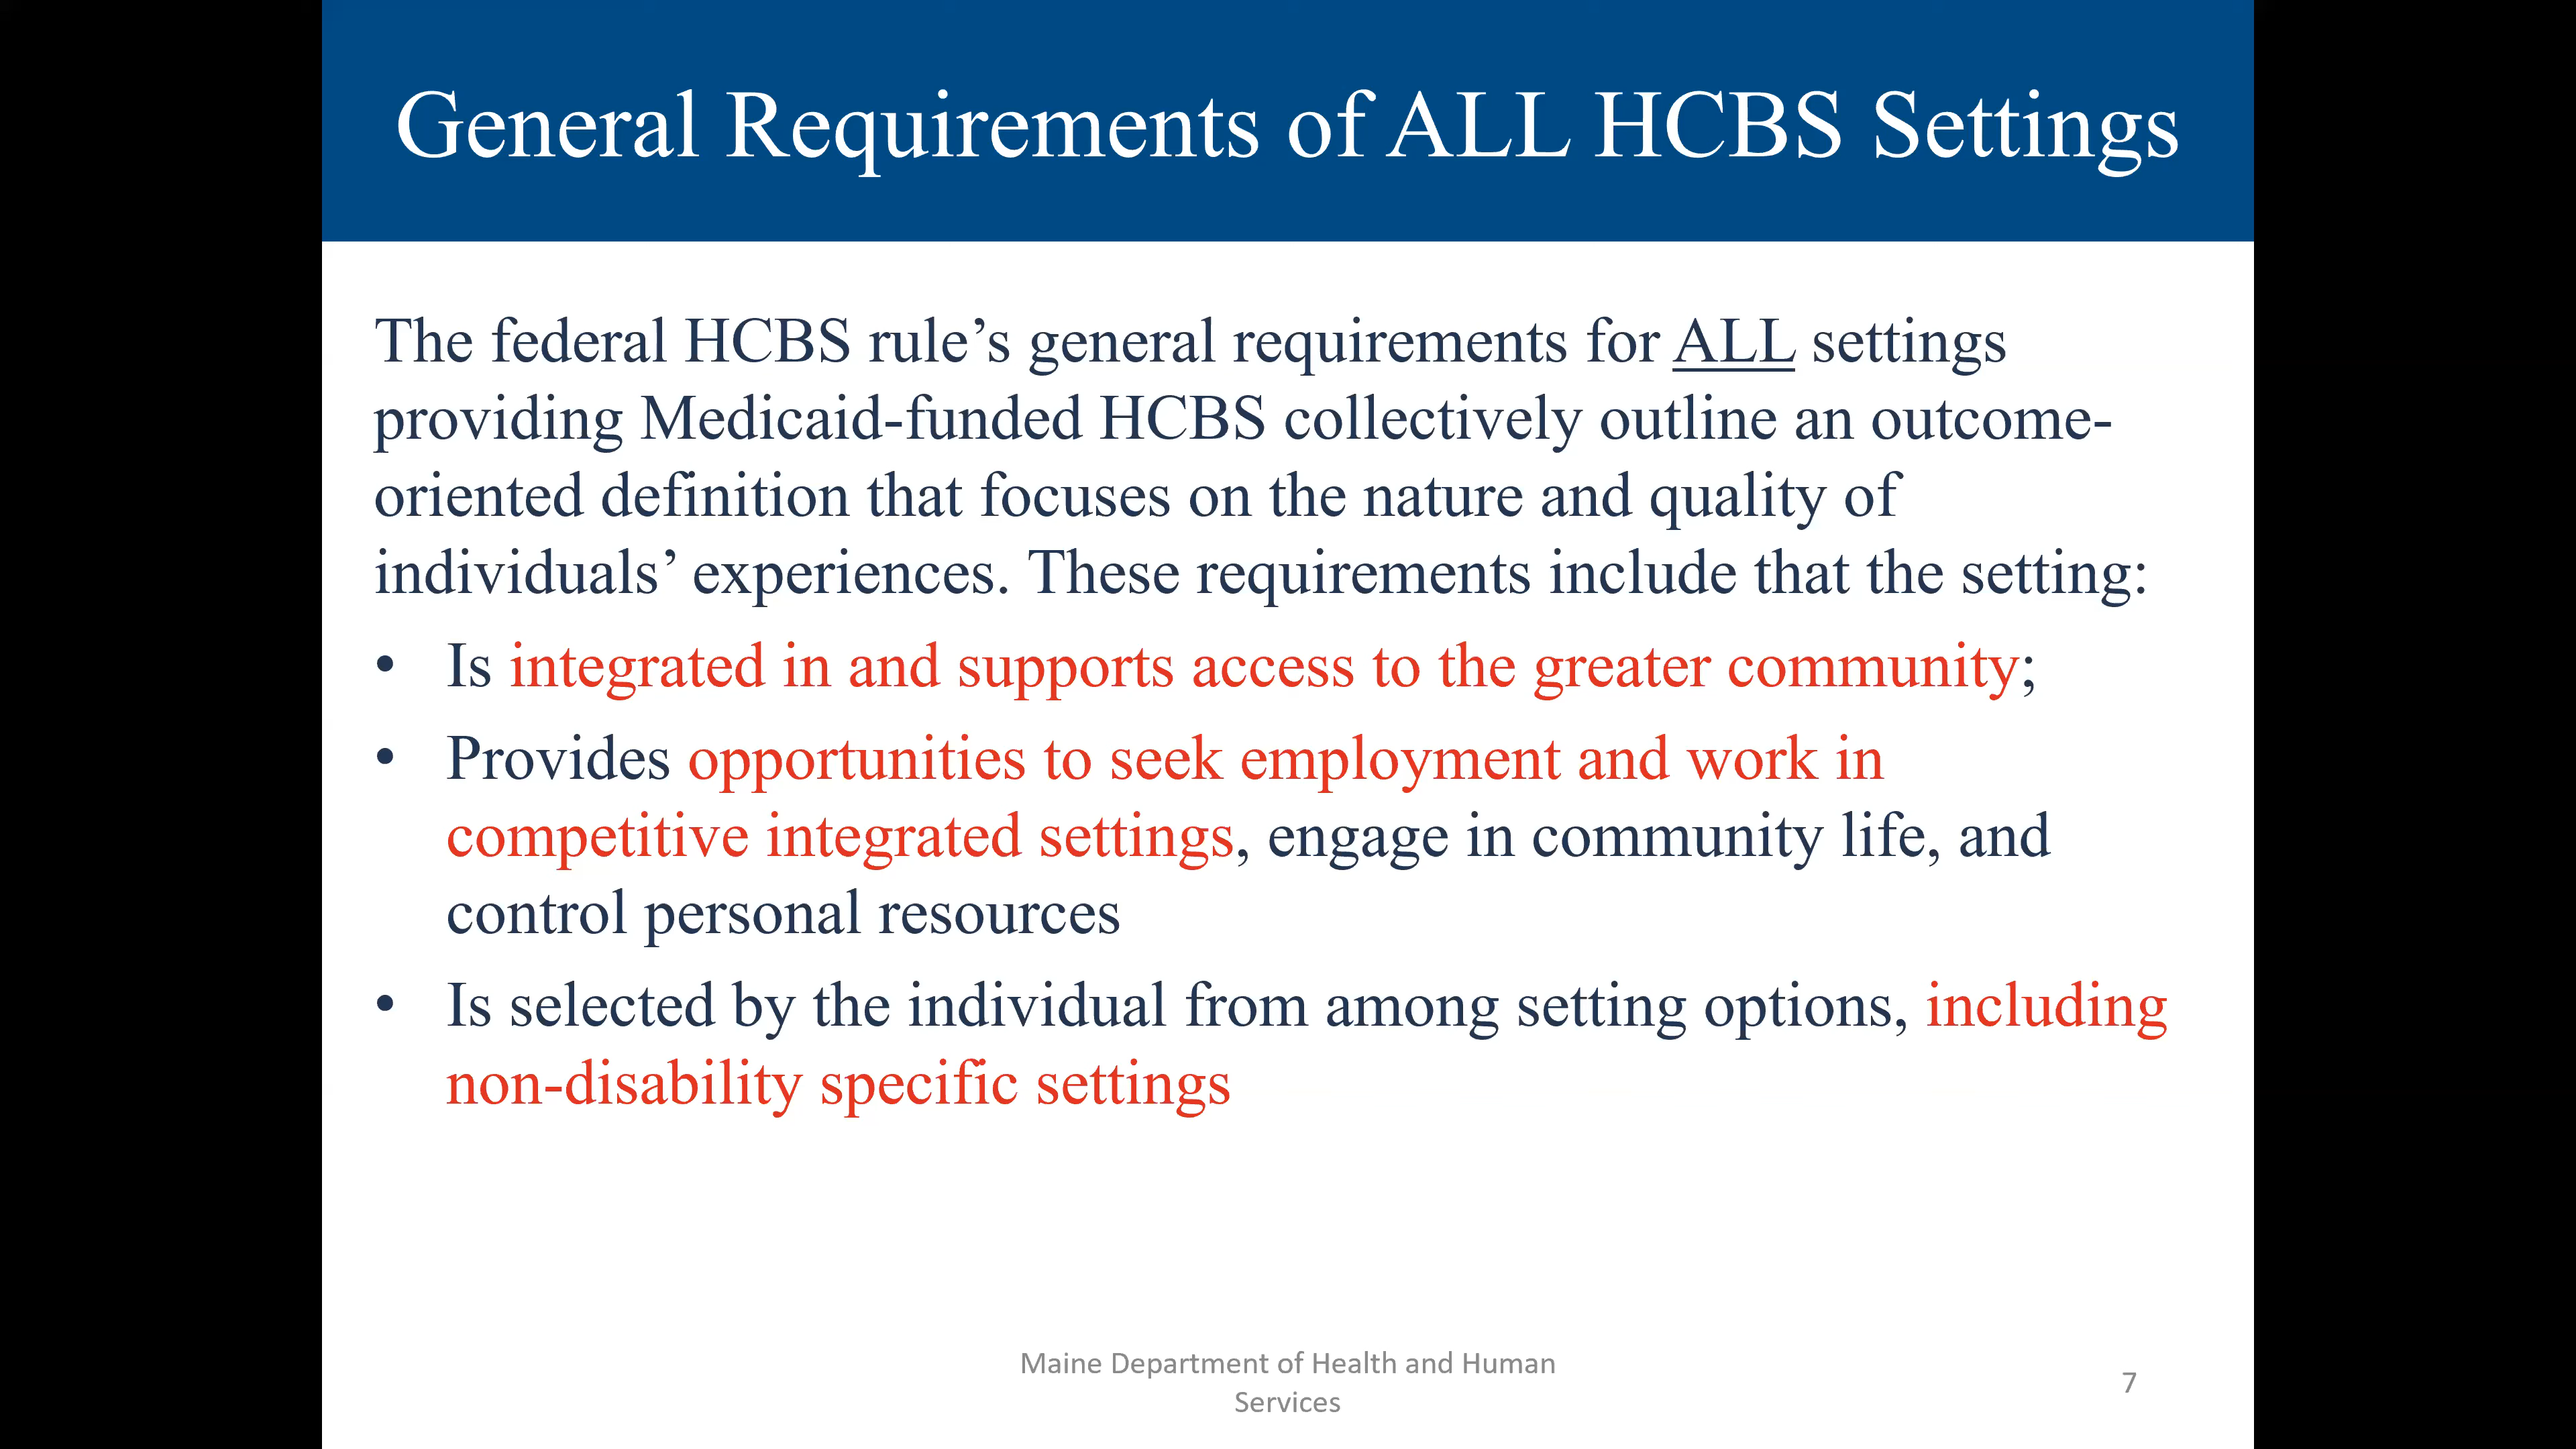 General Requirements of ALL HCBS Settings
The federal HCBS rule’s general requirements for ALL settings
providing Medicaid-funded HCBS collectively outline an outcome-
oriented definition that focuses on the nature and quality of
individuals’ experiences. These requirements include that the setting:
• Is integrated in and supports access to the greater community;
• Provides opportunities to seek employment and work in
competitive integrated settings, engage in community life, and
control personal resources
• Is selected by the individual from among setting options, including
non-disability specific settings
Maine Department of Health and Human
Services
7